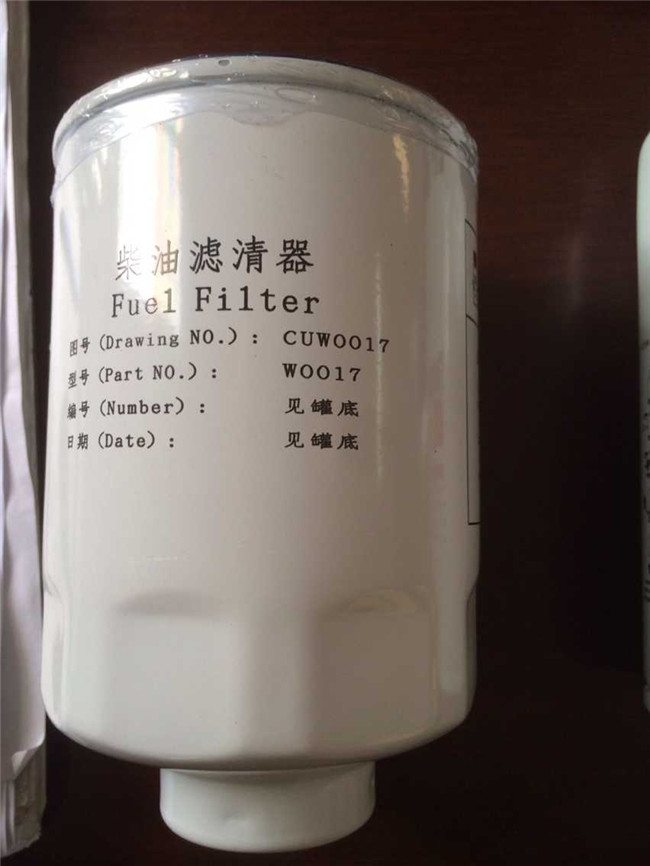 柴油滤清器
Fuel Filter
图号(Drawing NO.)： CUW0017
型号(Part NO.)： W0017
编号(Number)： 见罐底
日期(Date)： 见罐底